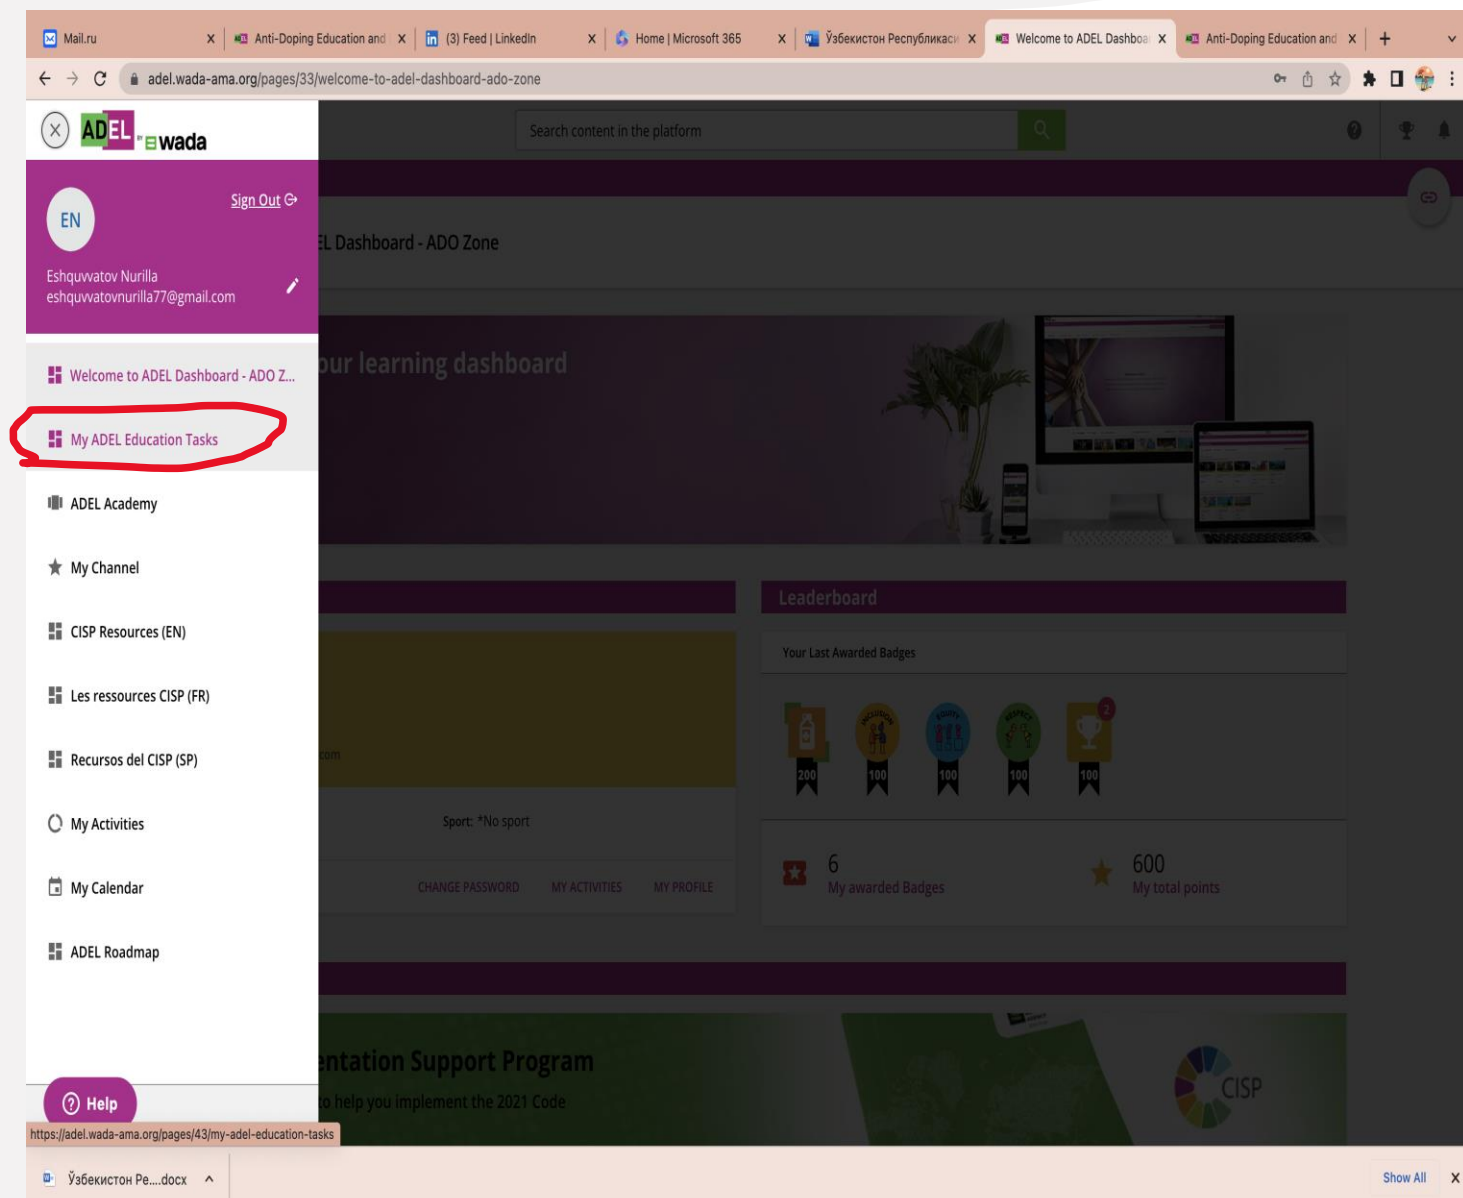 Mail.ru
Anti-Doping Education and
(3) Feed | LinkedIn
Home | Microsoft 365
Ўзбекистон Республикаси
Welcome to ADEL Dashboa
Anti-Doping Education and
adel.wada-ama.org/pages/33/welcome-to-adel-dashboard-ado-zone
ADEL BY wada
Search content in the platform
Sign Out
EN
EL Dashboard - ADO Zone
Eshquvvatov Nurilla
eshquvvatovnurilla77@gmail.com
our learning dashboard
Welcome to ADEL Dashboard - ADO Z...
My ADEL Education Tasks
ADEL Academy
My Channel
CISP Resources (EN)
Les ressources CISP (FR)
Recursos del CISP (SP)
My Activities
My Calendar
ADEL Roadmap
Leaderboard
Your Last Awarded Badges
INCLUSION
EQUITY
RESPECT
2
200
100
100
100
100
com
Sport: *No sport
CHANGE PASSWORD
MY ACTIVITIES
MY PROFILE
6
My awarded Badges
600
My total points
entation Support Program
to help you implement the 2021 Code
CISP
Help
https://adel.wada-ama.org/pages/43/my-adel-education-tasks
Ўзбекистон Ре....docx
Show All